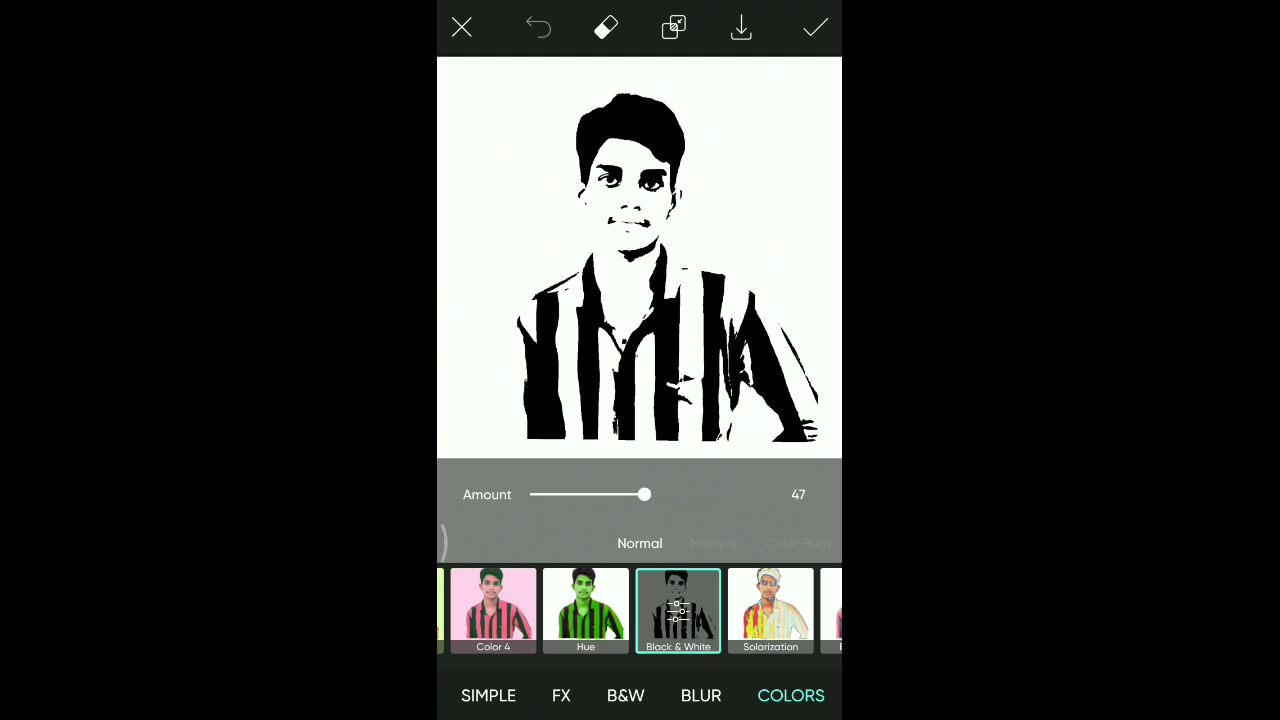 Amount 47
Normal Multiply Color Burn
Color 4 Hue Black & White Solarization
SIMPLE FX B&W BLUR COLORS